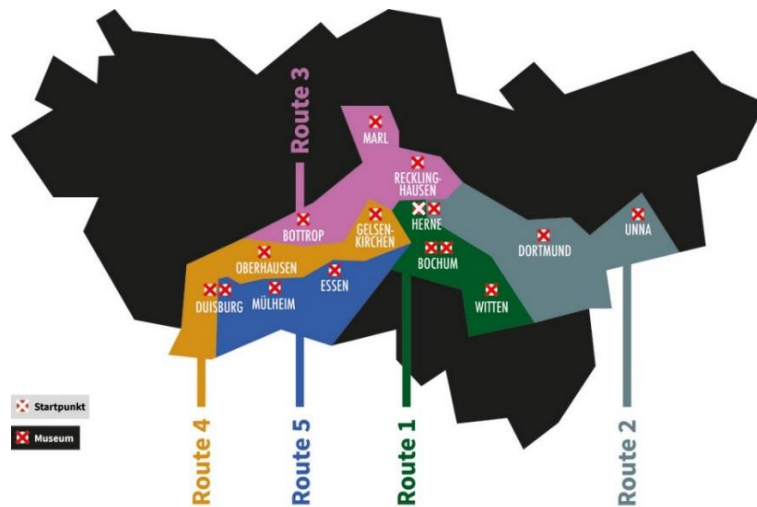 Route 3
MARL
RECKLING-
HAUSEN
HERNE
GELSEN-
KIRCHEN
BOTTROP
BOCHUM
DORTMUND
UNNA
OBERHAUSEN
ESSEN
DUISBURG
MÜLHEIM
WITTEN
Startpunkt
Museum
Route 4
Route 5
Route 1
Route 2